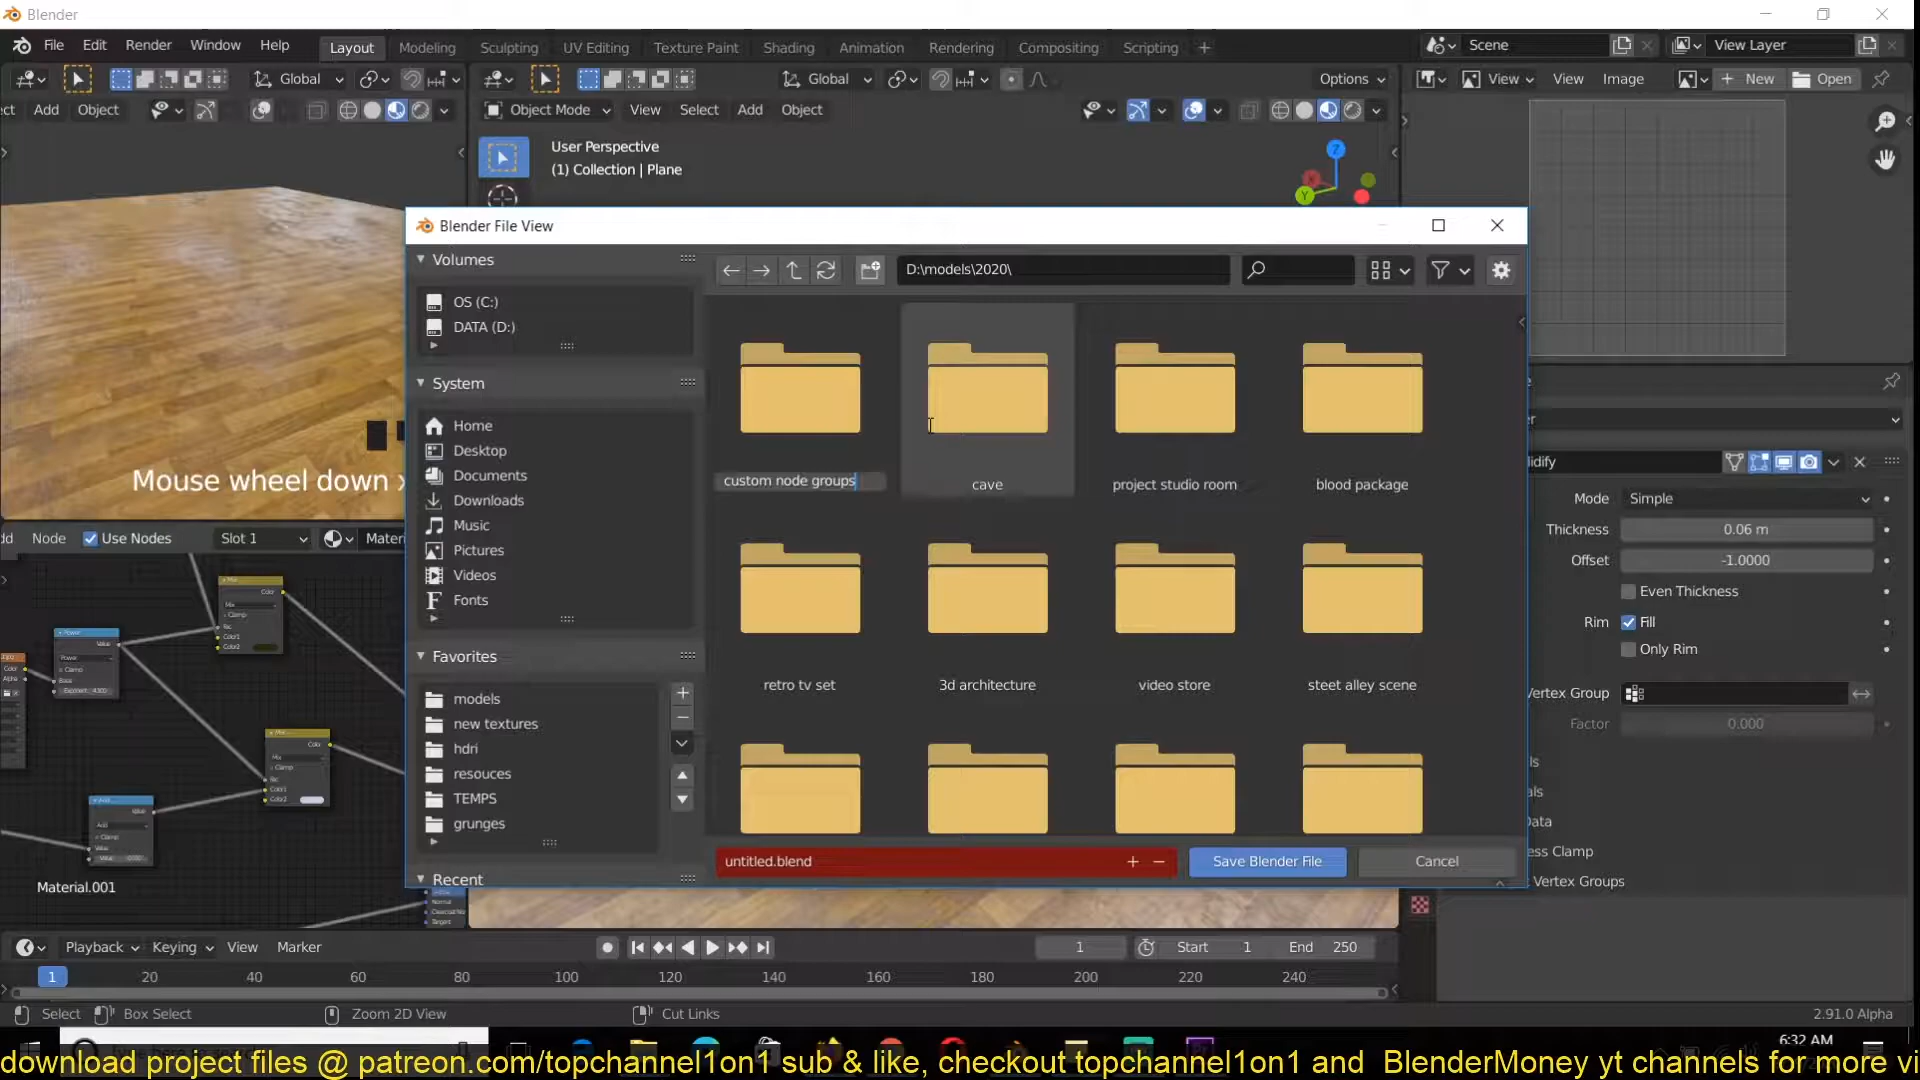 Blender
File Edit Render Window Help Layout Modeling Sculpting UV Editing Texture Paint Shading Animation Rendering Compositing Scripting Scene View Layer
Global Global Options View View Image New Open
Add Object Object Mode View Select Add Object
User Perspective
(1) Collection | Plane
Z
Y
Mouse wheel down x
Blender File View
Volumes
OS (C:)
DATA (D:)
System
Home
Desktop
Documents
Downloads
Music
Pictures
Videos
Fonts
Favorites
models
new textures
hdri
resouces
TEMPS
grunges
Recent
D:\models\2020\
custom node groups cave project studio room blood package
retro tv set 3d architecture video store steet alley scene
untitled.blend Save Blender File Cancel
Node Use Nodes Slot 1 Mater
Material.001
Mode Simple
Thickness 0.06 m
Offset -1.0000
Even Thickness
Rim Fill
Only Rim
Vertex Group
Factor 0.000
Vertex Groups
Playback Keying View Marker 1 Start 1 End 250
1 20 40 60 80 100 120 140 160 180 200 220 240
Select Box Select Zoom 2D View Cut Links 2.91.0 Alpha
6:32 AM
download project files @ patreon.com/topchannel1on1 sub & like, checkout topchannel1on1 and BlenderMoney yt channels for more vi